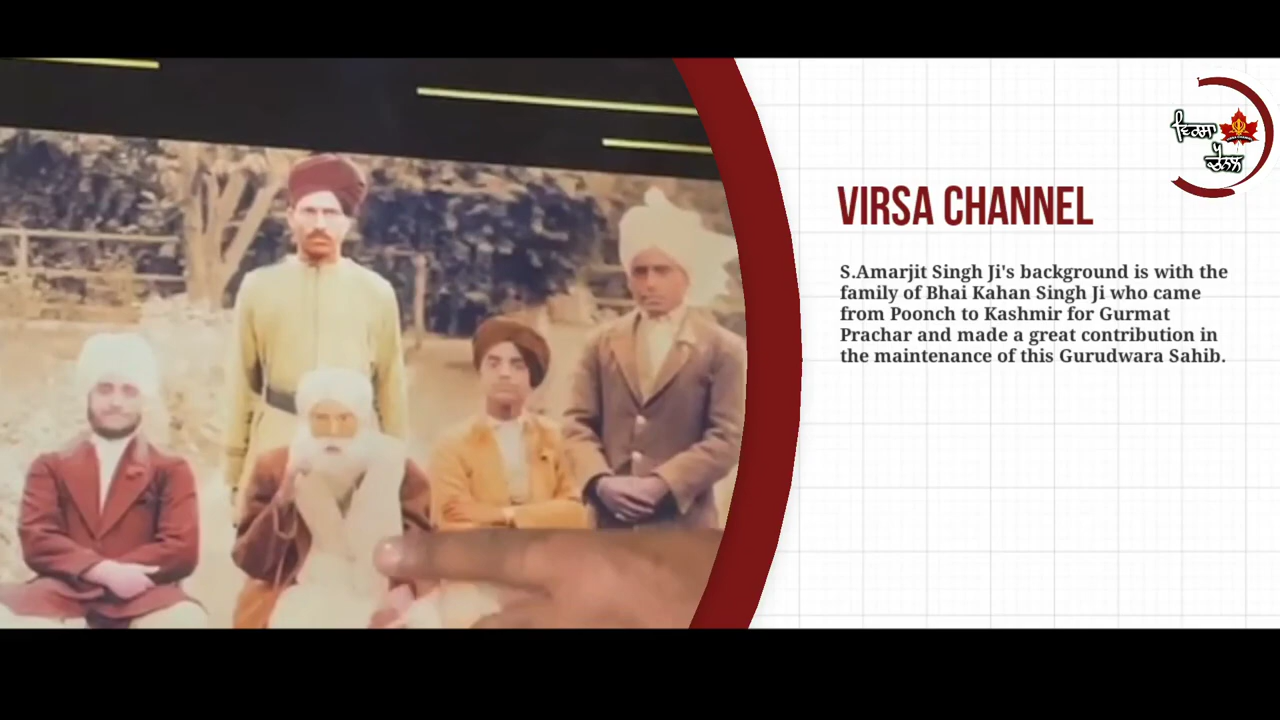 ਵਿਰਸਾ
ਚੈਨਲ
VIRSA CHANNEL
S.Amarjit Singh Ji's background is with the
family of Bhai Kahan Singh Ji who came
from Poonch to Kashmir for Gurmat
Prachar and made a great contribution in
the maintenance of this Gurudwara Sahib.